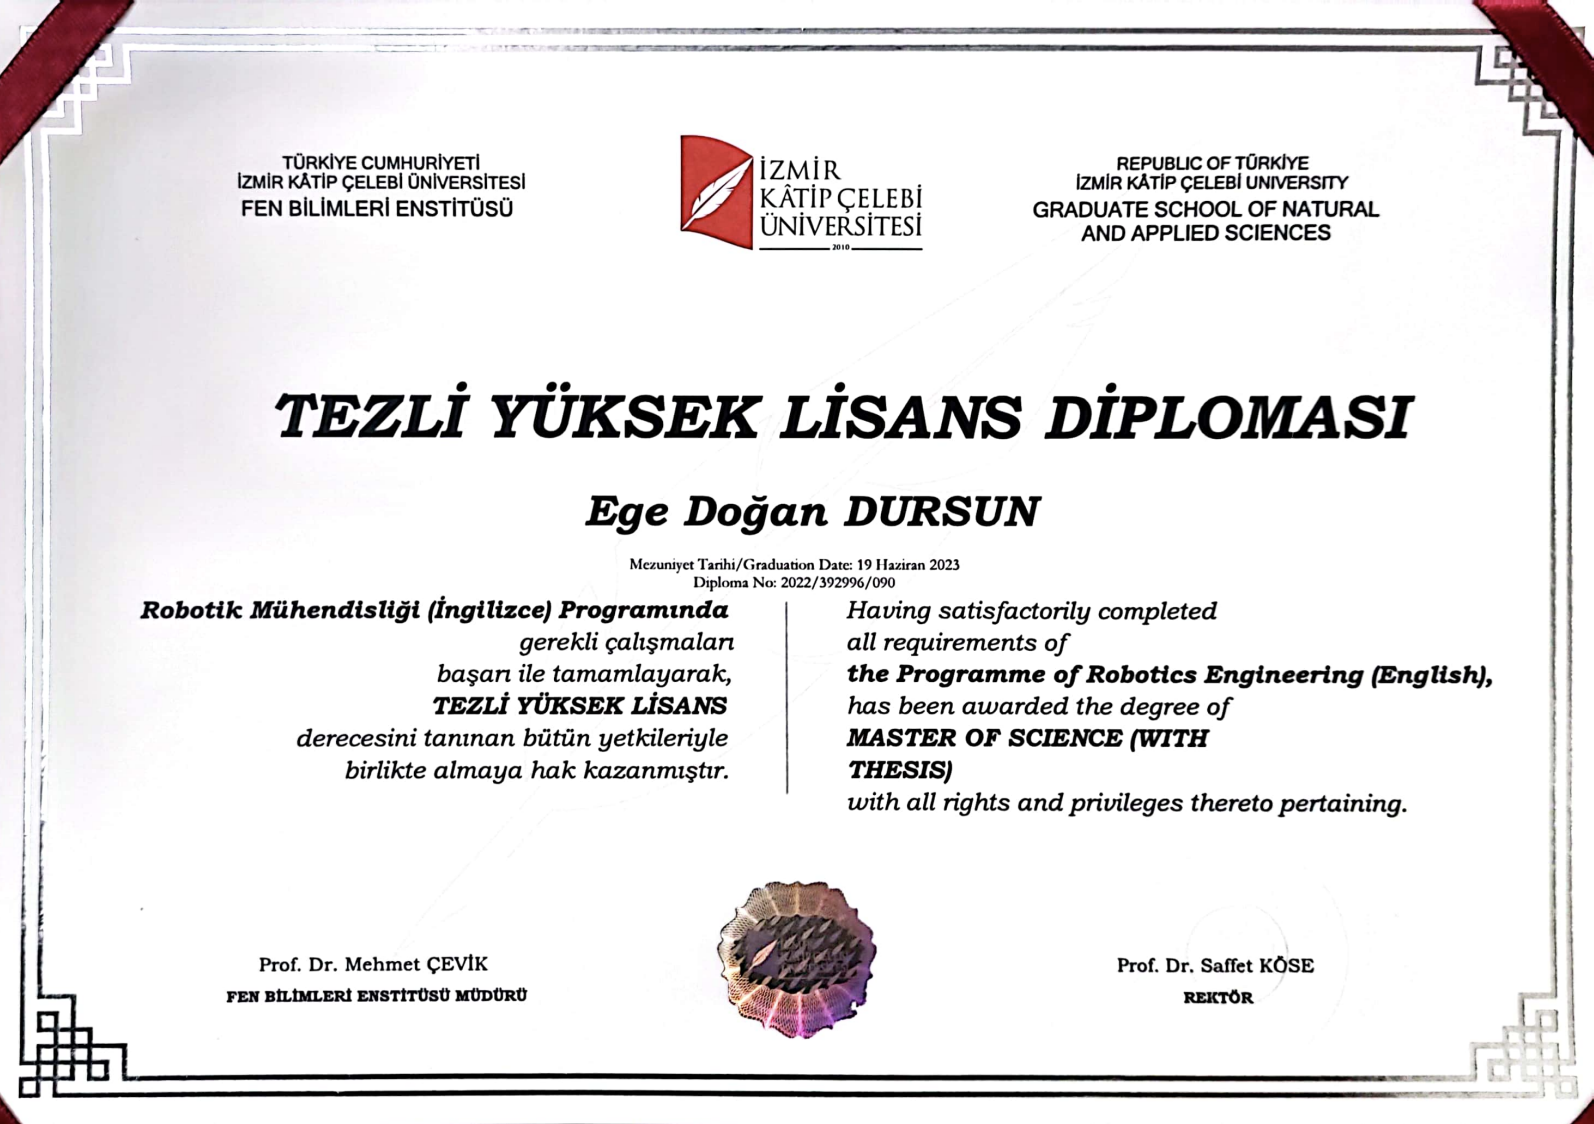 TÜRKİYE CUMHURİYETİ
İZMİR KÂTİP ÇELEBİ ÜNİVERSİTESİ
FEN BİLİMLERİ ENSTİTÜSÜ
İZMİR
KÂTİP ÇELEBİ
ÜNİVERSİTESİ
2010
REPUBLIC OF TÜRKİYE
İZMİR KÂTİP ÇELEBİ UNIVERSITY
GRADUATE SCHOOL OF NATURAL
AND APPLIED SCIENCES
TEZLİ YÜKSEK LİSANS DİPLOMASI
Ege Doğan DURSUN
Mezuniyet Tarihi/Graduation Date: 19 Haziran 2023
Diploma No: 2022/392996/090
Robotik Mühendisliği (İngilizce) Programında
gerekli çalışmaları
başarı ile tamamlayarak,
TEZLİ YÜKSEK LİSANS
derecesini tanınan bütün yetkileriyle
birlikte almaya hak kazanmıştır.
Having satisfactorily completed
all requirements of
the Programme of Robotics Engineering (English),
has been awarded the degree of
MASTER OF SCIENCE (WITH
THESIS)
with all rights and privileges thereto pertaining.
Prof. Dr. Mehmet ÇEVİK
FEN BİLİMLERİ ENSTİTÜSÜ MÜDÜRÜ
Prof. Dr. Saffet KÖSE
REKTÖR